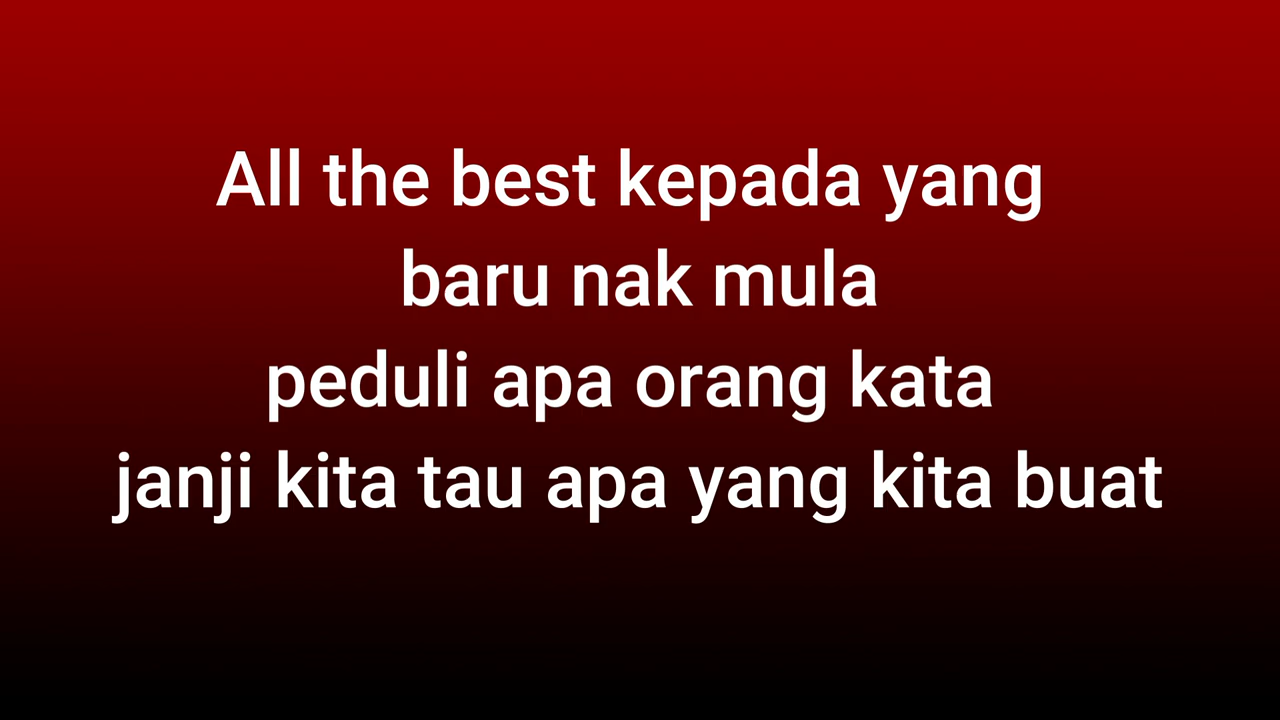 All the best kepada yang
baru nak mula
peduli apa orang kata
janji kita tau apa yang kita buat